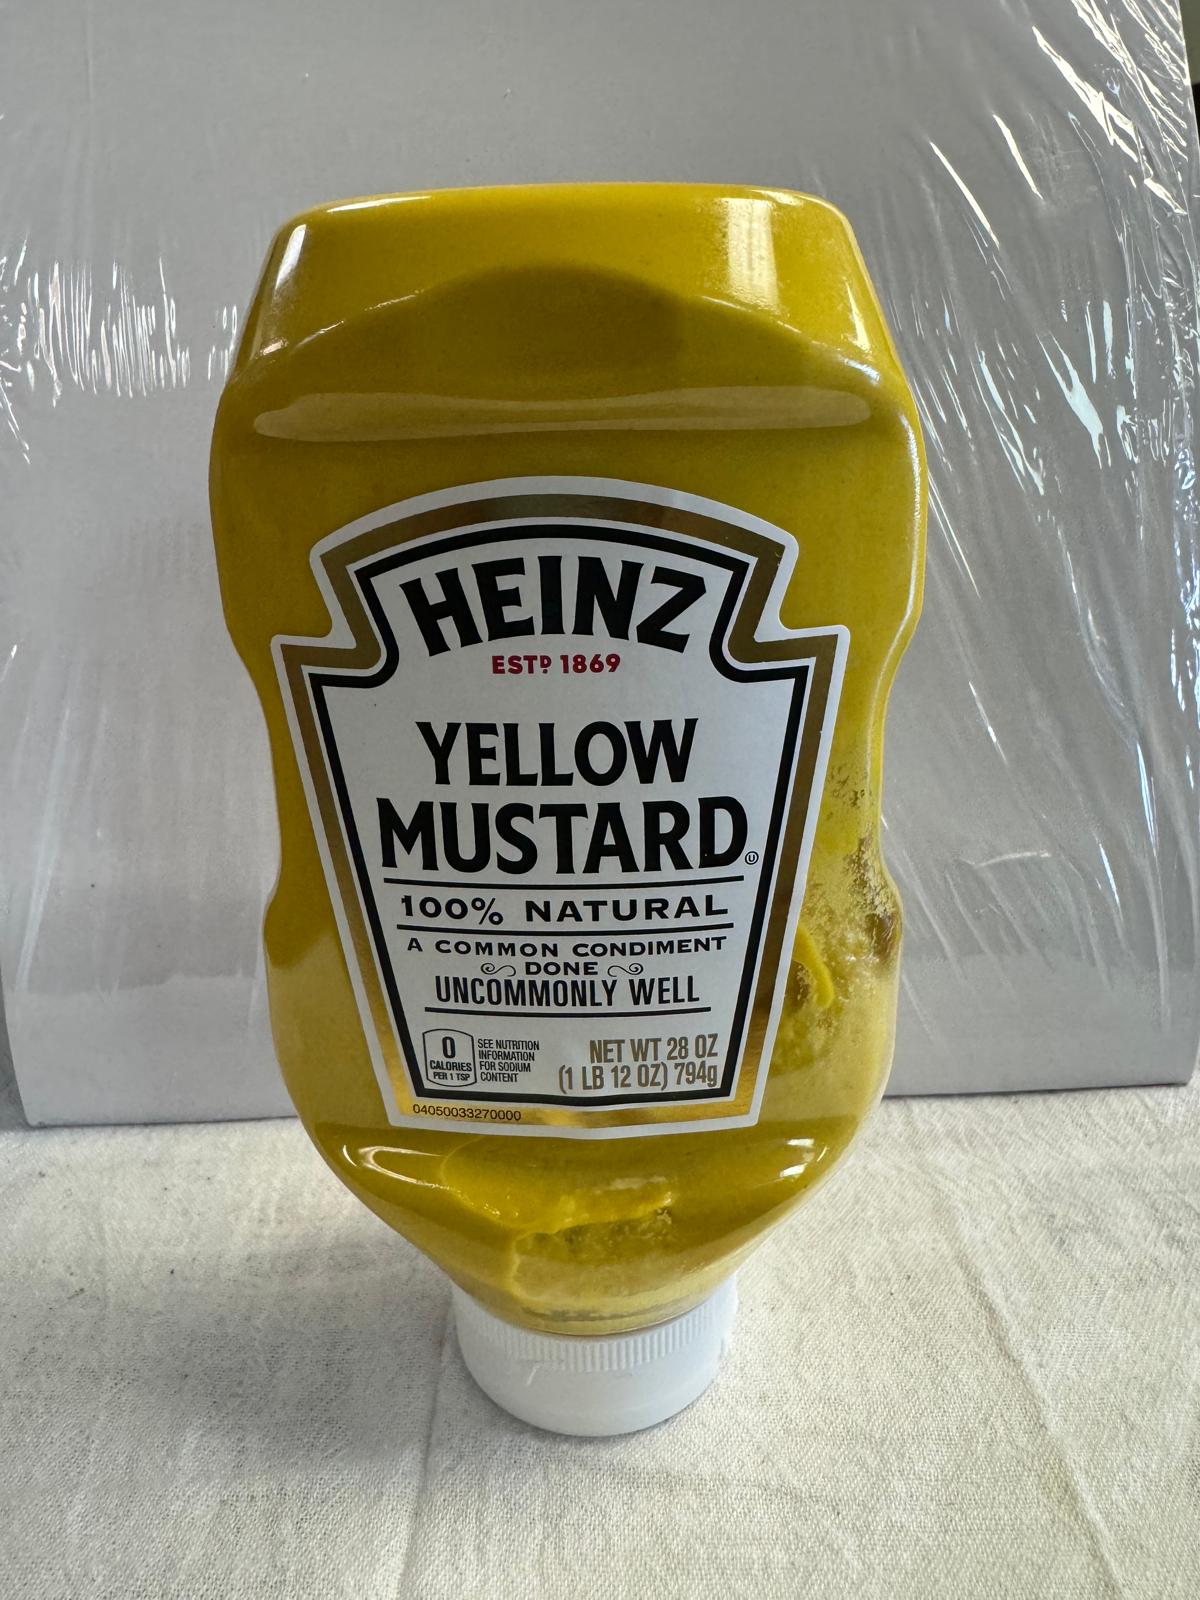 HEINZ
ESTD 1869
YELLOW
MUSTARD Ⓤ
100% NATURAL
A COMMON CONDIMENT
DONE
UNCOMMONLY WELL
0
CALORIES
PER 1 TSP
SEE NUTRITION
INFORMATION
FOR SODIUM
CONTENT
NET WT 28 OZ
(1 LB 12 OZ) 794g
04050033270000